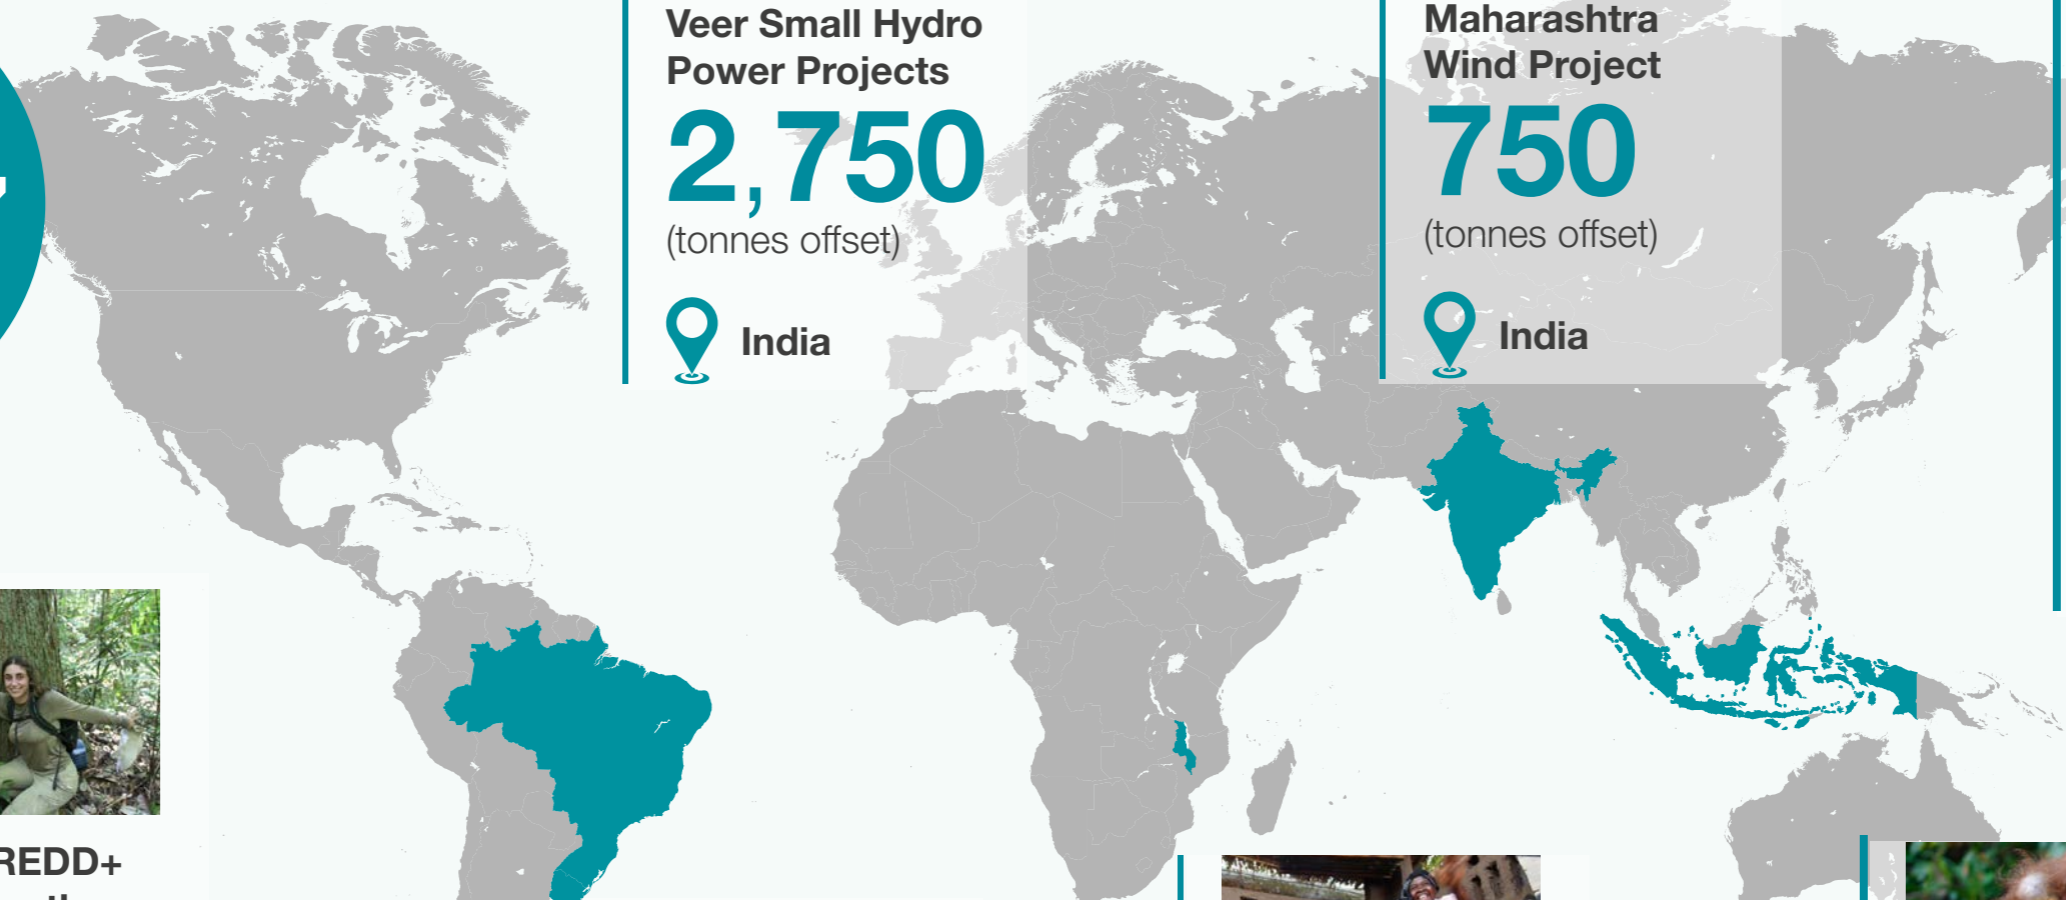 Veer Small Hydro
Power Projects
2,750
(tonnes offset)
India
Maharashtra
Wind Project
750
(tonnes offset)
India
REDD+